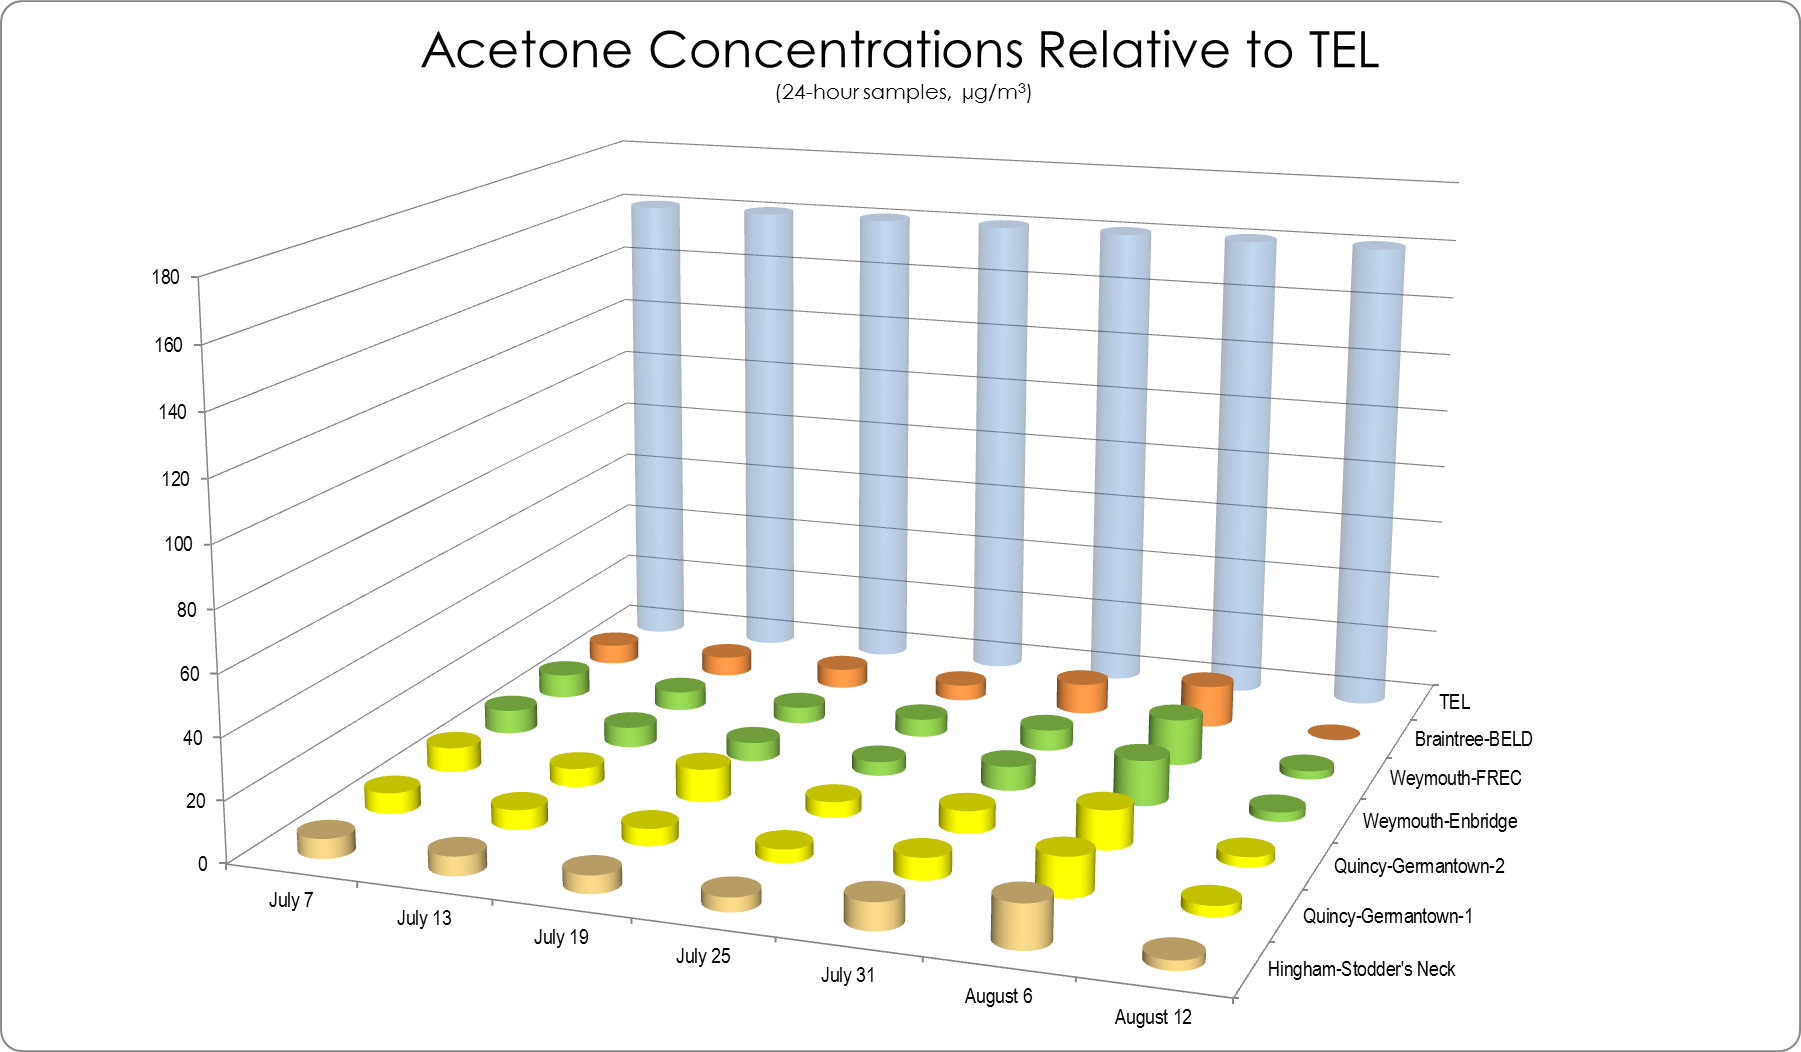 Acetone Concentrations Relative to TEL
(24-hour samples, µg/m³)
180
160
140
120
100
80
60
40
20
0
July 7
July 13
July 19
July 25
July 31
August 6
August 12
TEL
Braintree-BELD
Weymouth-FREC
Weymouth-Enbridge
Quincy-Germantown-2
Quincy-Germantown-1
Hingham-Stodder's Neck